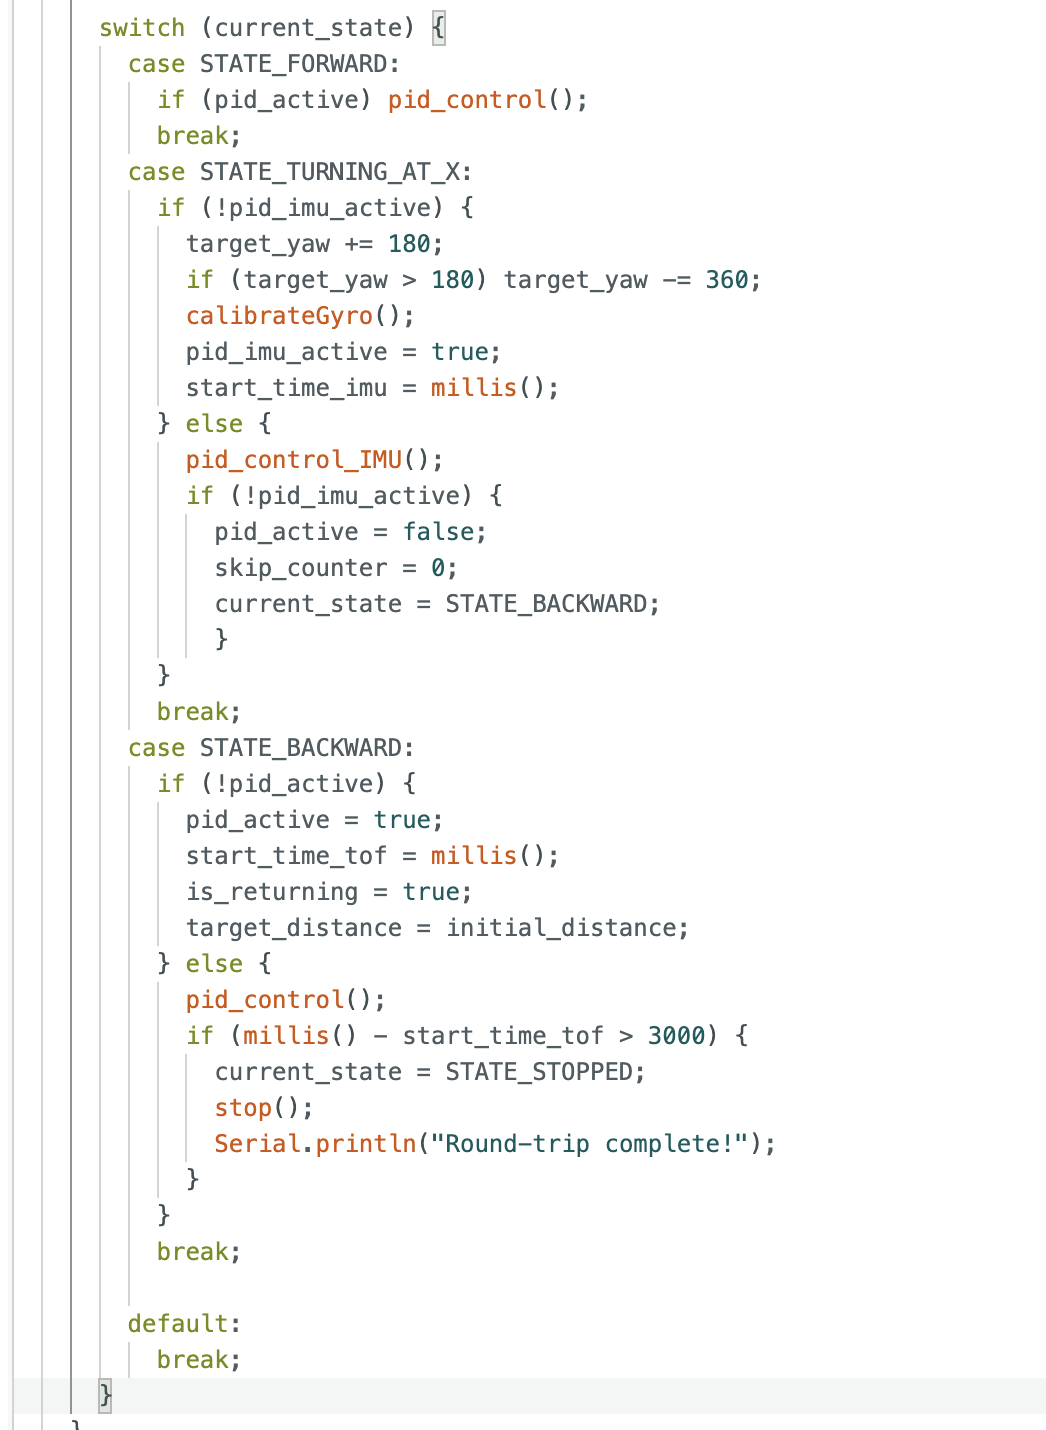 switch (current_state) {
case STATE_FORWARD:
if (pid_active) pid_control();
break;
case STATE_TURNING_AT_X:
if (!pid_imu_active) {
target_yaw += 180;
if (target_yaw > 180) target_yaw -= 360;
calibrateGyro();
pid_imu_active = true;
start_time_imu = millis();
} else {
pid_control_IMU();
if (!pid_imu_active) {
pid_active = false;
skip_counter = 0;
current_state = STATE_BACKWARD;
}
}
break;
case STATE_BACKWARD:
if (!pid_active) {
pid_active = true;
start_time_tof = millis();
is_returning = true;
target_distance = initial_distance;
} else {
pid_control();
if (millis() - start_time_tof > 3000) {
current_state = STATE_STOPPED;
stop();
Serial.println("Round-trip complete!");
}
}
break;
default:
break;
}
}